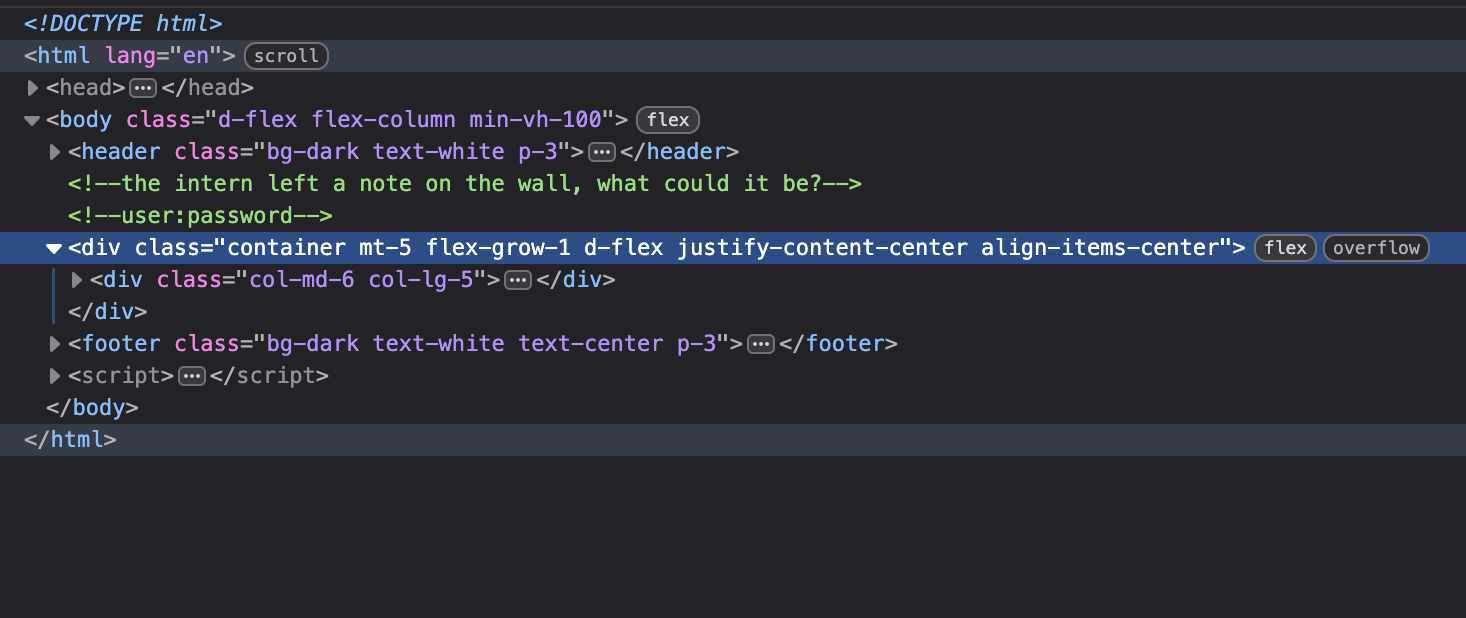 <!DOCTYPE html>
<html lang="en"> scroll
<head>•••</head>
<body class="d-flex flex-column min-vh-100"> flex
<header class="bg-dark text-white p-3">•••</header>
<!--the intern left a note on the wall, what could it be?-->
<!--user:password-->
<div class="container mt-5 flex-grow-1 d-flex justify-content-center align-items-center"> flex overflow
<div class="col-md-6 col-lg-5">•••</div>
</div>
<footer class="bg-dark text-white text-center p-3">•••</footer>
<script>•••</script>
</body>
</html>